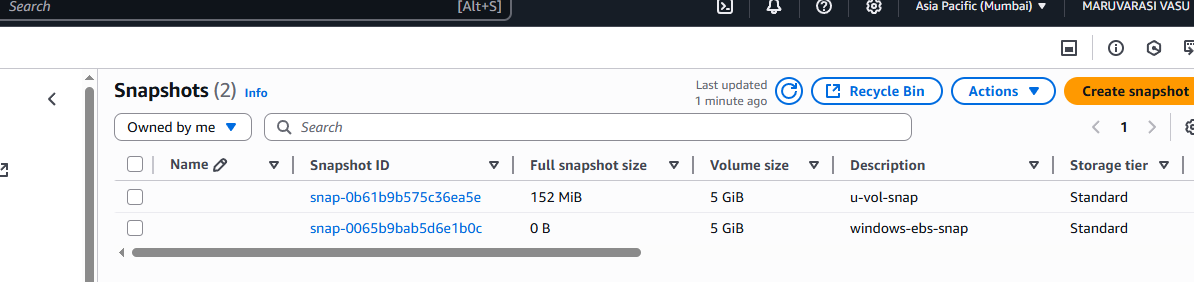 Search [Alt+S] Asia Pacific (Mumbai) MARUVARASI VASU
Snapshots (2) Info
Last updated
1 minute ago
Recycle Bin
Actions
Create snapshot
Owned by me
Search
1
Name Snapshot ID Full snapshot size Volume size Description Storage tier
snap-0b61b9b575c36ea5e 152 MiB 5 GiB u-vol-snap Standard
snap-0065b9bab5d6e1b0c 0 B 5 GiB windows-ebs-snap Standard